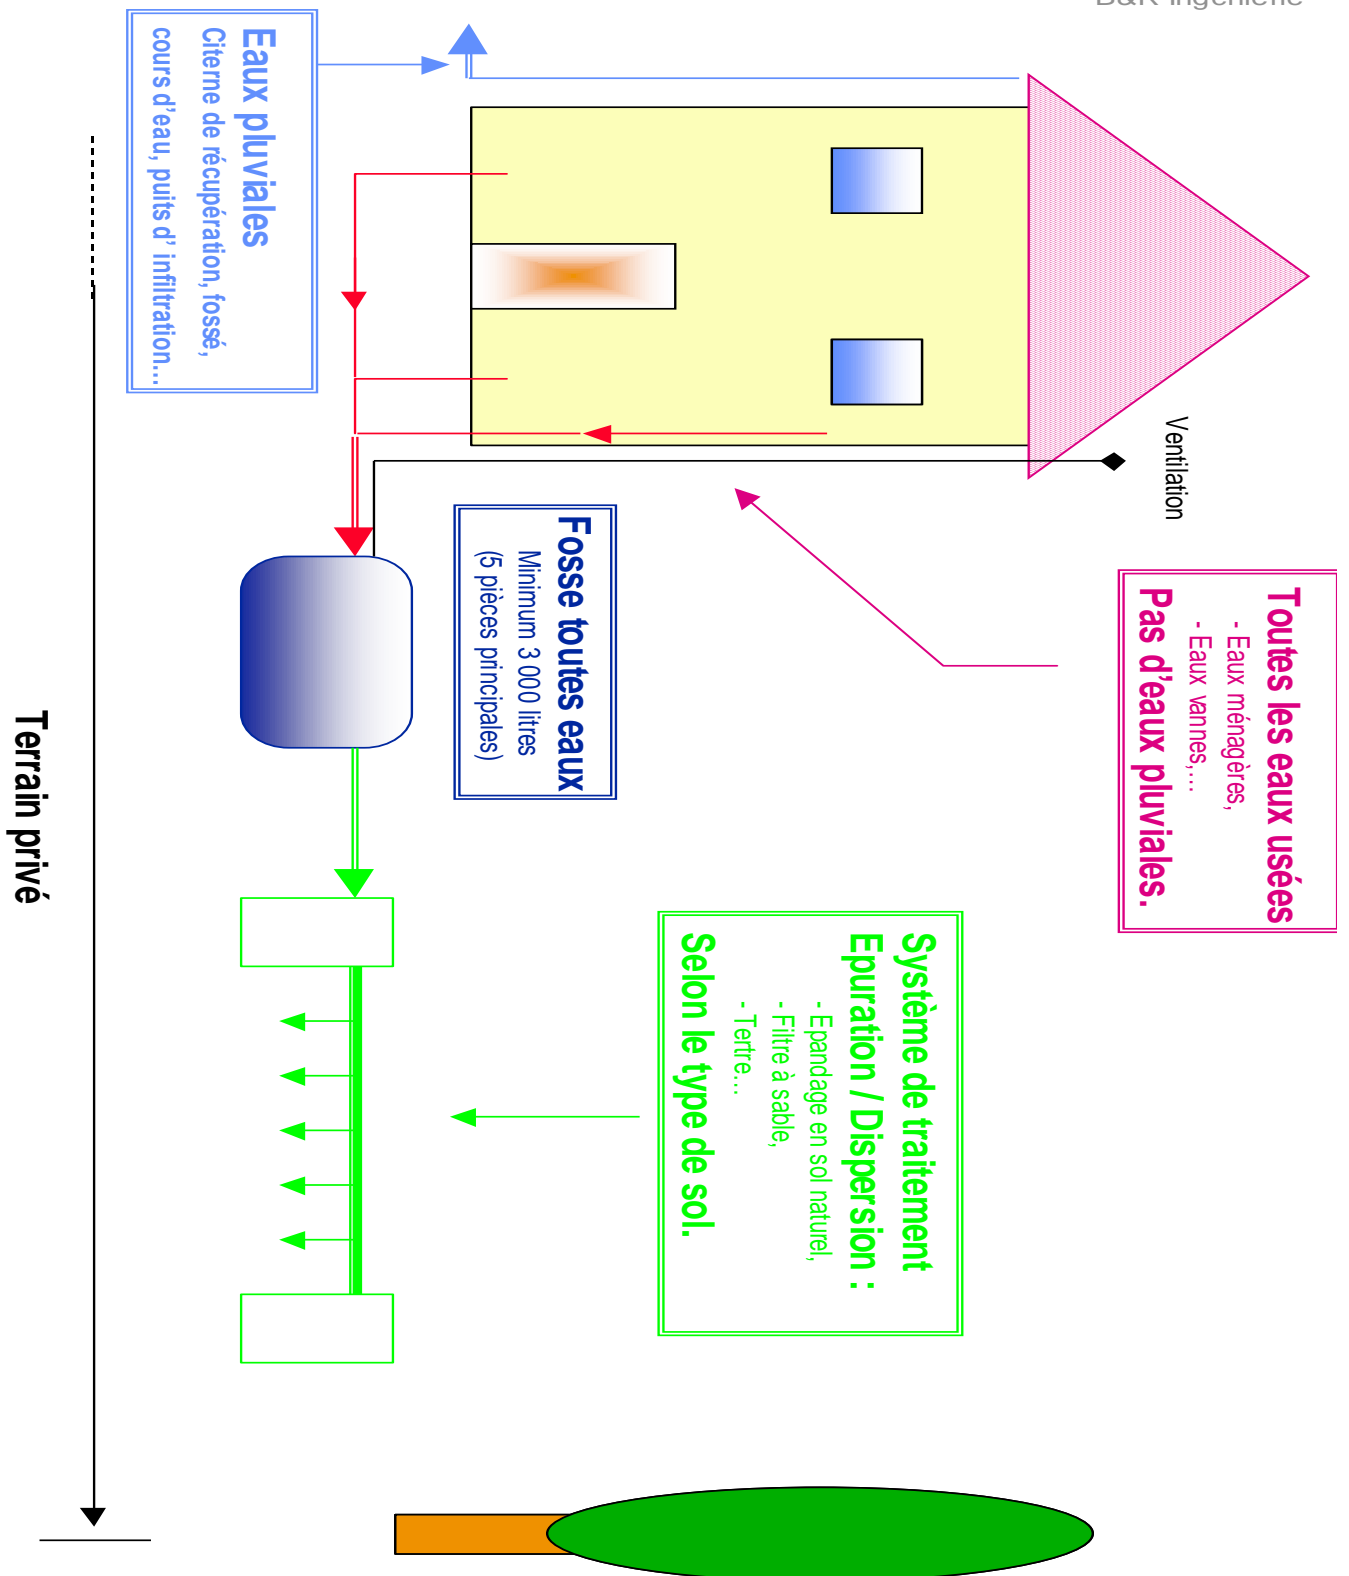 B&R Ingénierie
Eaux pluviales
Citerne de récupération, fossé,
cours d'eau, puits d' infiltration...
Ventilation
Toutes les eaux usées
- Eaux ménagères,
- Eaux vannes,...
Pas d'eaux pluviales.
Fosse toutes eaux
Minimum 3 000 litres
(5 pièces principales)
Système de traitement
Epuration / Dispersion :
- Epandage en sol naturel,
- Filtre à sable,
- Tertre...
Selon le type de sol.
Terrain privé